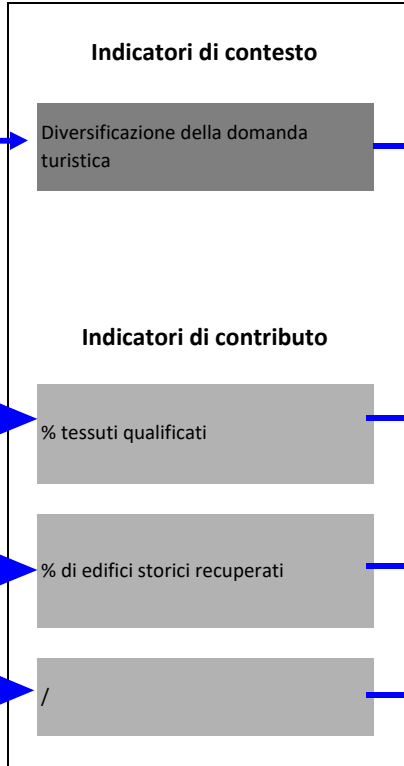 Indicatori di contesto
Diversificazione della domanda
turistica
Indicatori di contributo
% tessuti qualificati
% di edifici storici recuperati
/